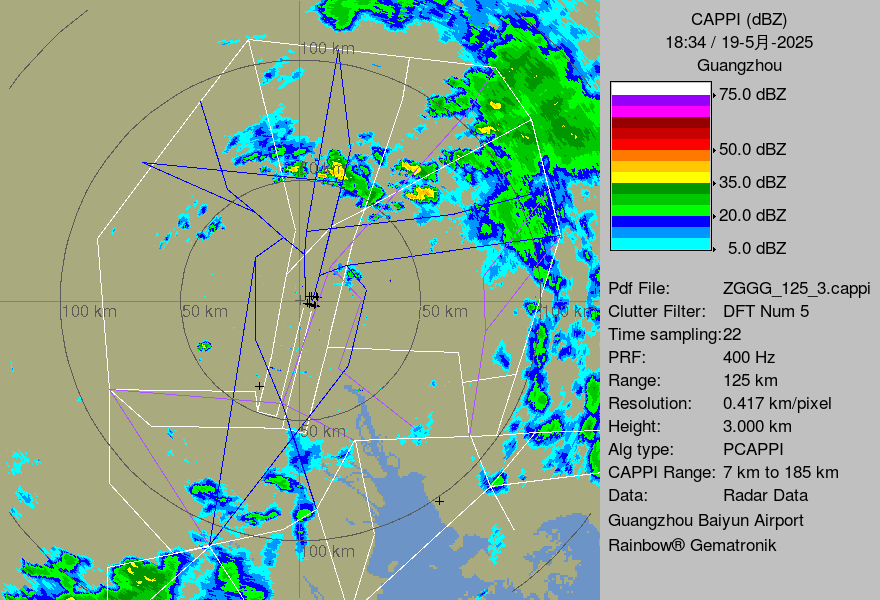 CAPPI (dBZ)
18:34 / 19-5月-2025
Guangzhou
75.0 dBZ
50.0 dBZ
35.0 dBZ
20.0 dBZ
5.0 dBZ
Pdf File: ZGGG_125_3.cappi
Clutter Filter: DFT Num 5
Time sampling:22
PRF: 400 Hz
Range: 125 km
Resolution: 0.417 km/pixel
Height: 3.000 km
Alg type: PCAPPI
CAPPI Range: 7 km to 185 km
Data: Radar Data
Guangzhou Baiyun Airport
Rainbow® Gematronik
100 km
50 km
100 km
50 km
50 km
100 km
50 km
100 km